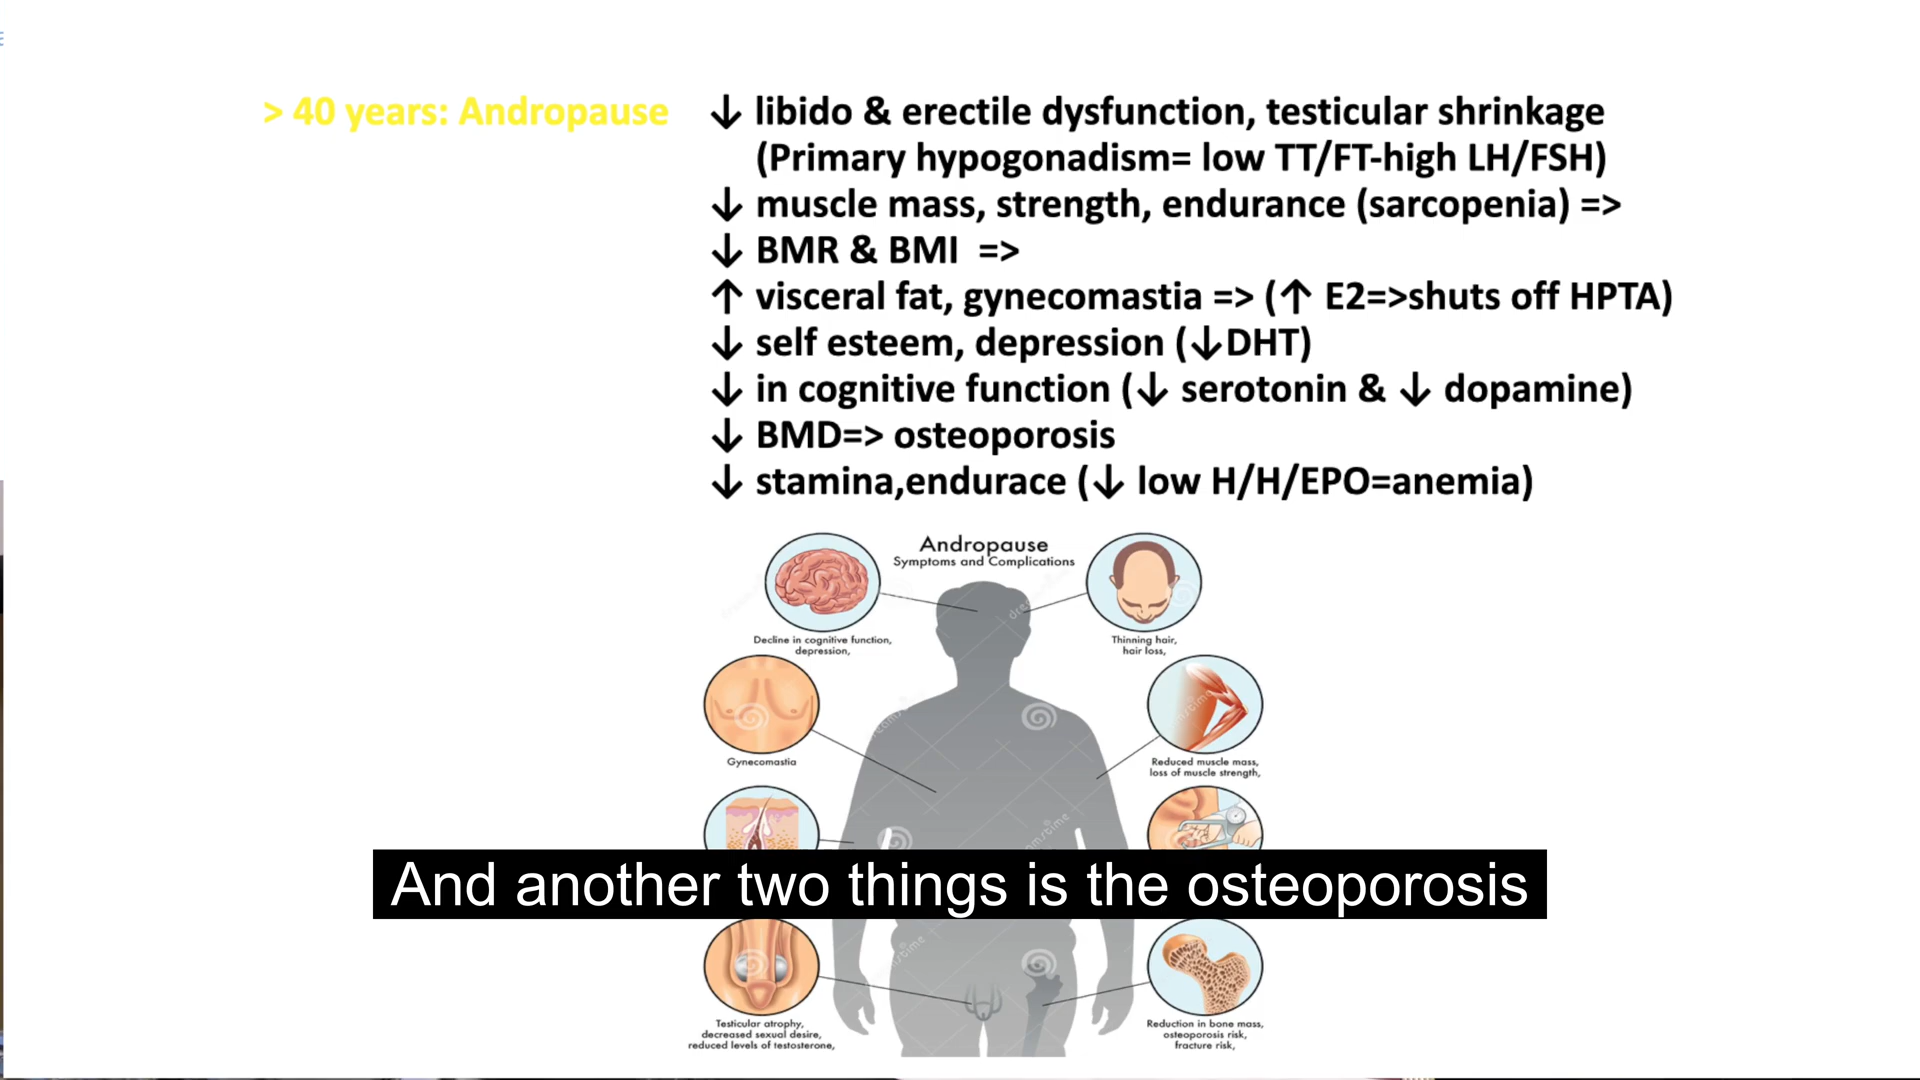 > 40 years: Andropause ↓ libido & erectile dysfunction, testicular shrinkage
(Primary hypogonadism= low TT/FT-high LH/FSH)
↓ muscle mass, strength, endurance (sarcopenia) =>
↓ BMR & BMI =>
↑ visceral fat, gynecomastia => (↑ E2=>shuts off HPTA)
↓ self esteem, depression (↓DHT)
↓ in cognitive function (↓ serotonin & ↓ dopamine)
↓ BMD=> osteoporosis
↓ stamina,endurace (↓ low H/H/EPO=anemia)
Andropause
Symptoms and Complications
Decline in cognitive function,
depression,
Thinning hair,
hair loss,
Gynecomastia
Reduced muscle mass,
loss of muscle strength,
And another two things is the osteoporosis
Testicular atrophy,
decreased sexual desire,
reduced levels of testosterone,
Reduction in bone mass,
osteoporosis risk,
fracture risk,